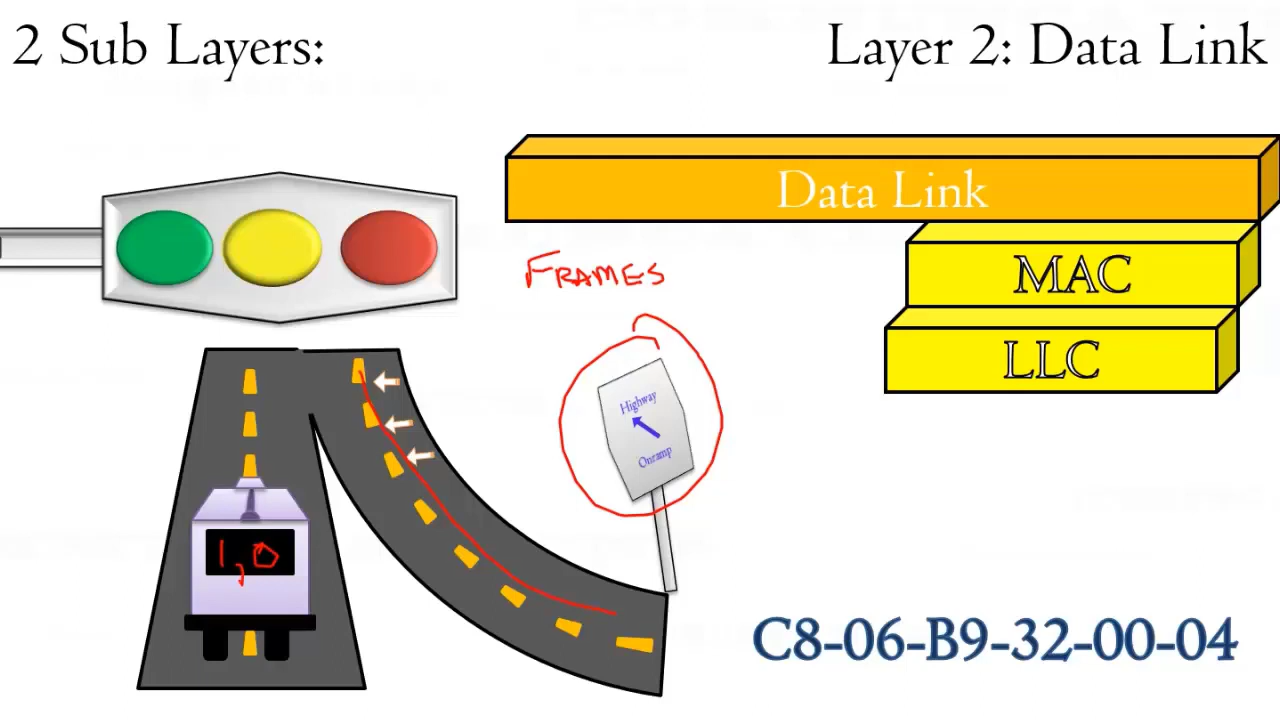 2 Sub Layers:
Layer 2: Data Link
Data Link
MAC
LLC
FRAMES
Highway
Onramp
1,0
C8-06-B9-32-00-04